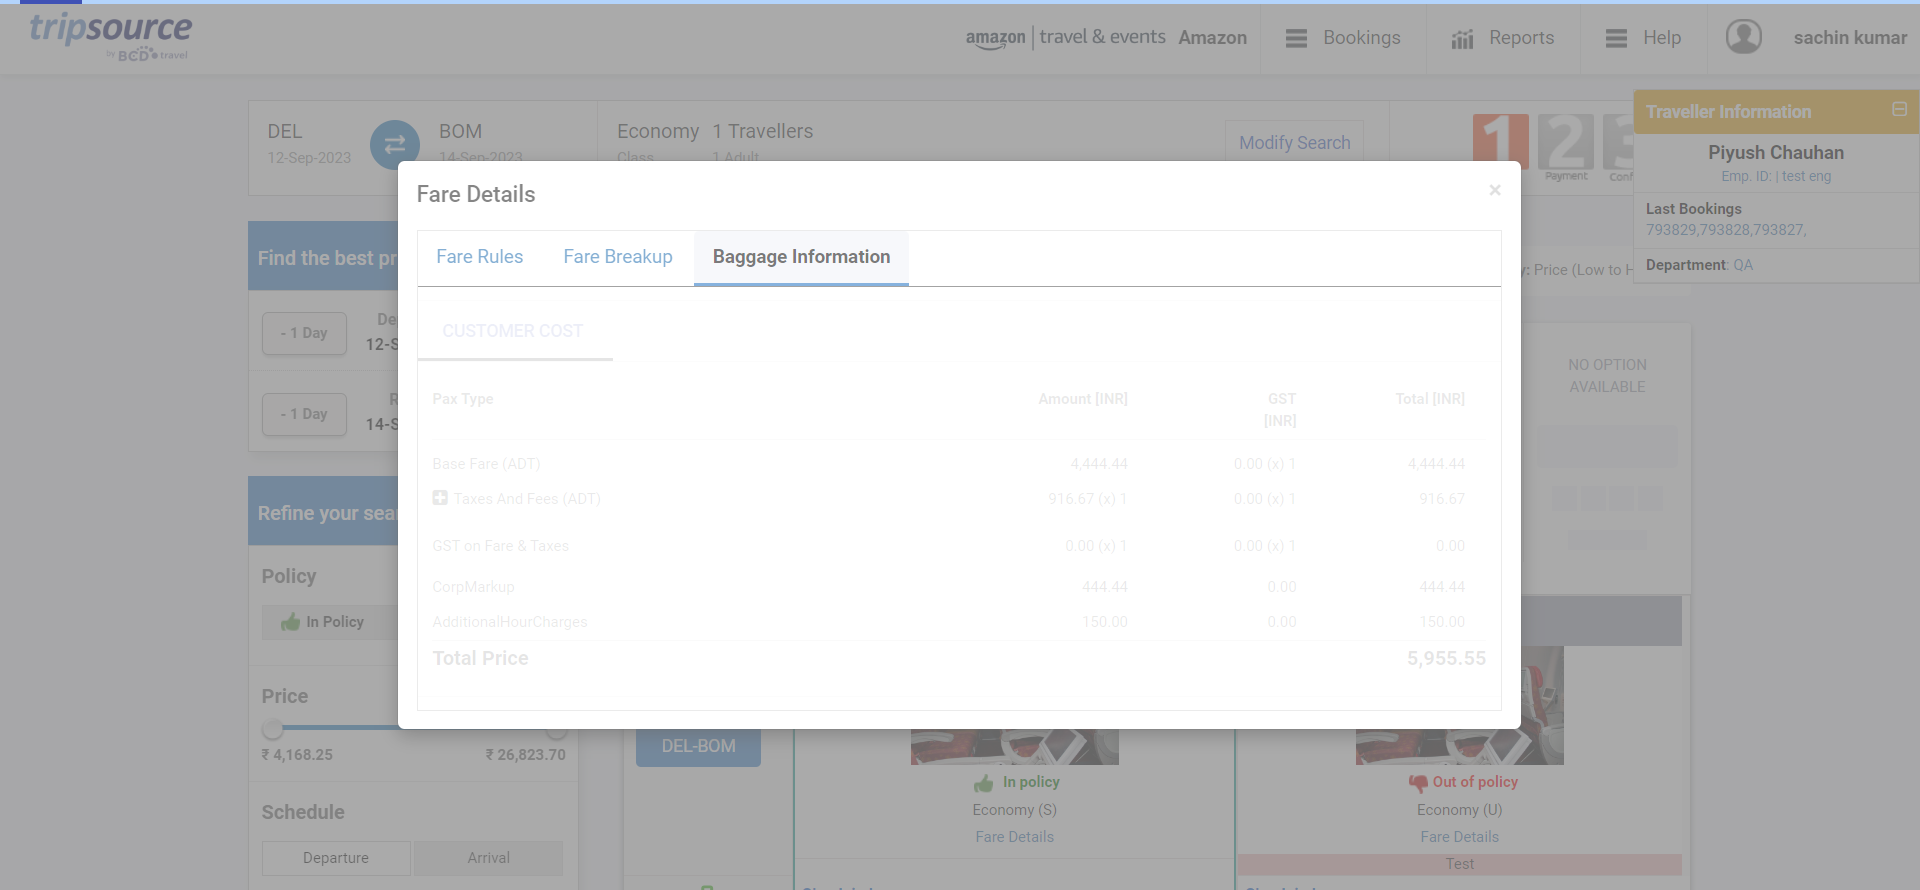 tripsource
by BCD travel
amazon travel & events Amazon
Bookings
Reports
Help
sachin kumar
DEL
12-Sep-2023
BOM
14-Sep-2023
Economy 1 Travellers
Class 1 Adult
Modify Search
1 2 3
Payment Conf
Traveller Information
Piyush Chauhan
Emp. ID: | test eng
Last Bookings
793829,793828,793827,
Department: QA
y: Price (Low to H
Find the best pr
- 1 Day
De
12-S
- 1 Day
R
14-S
Refine your sea
Policy
In Policy
Price
₹ 4,168.25 ₹ 26,823.70
Schedule
Departure Arrival
Fare Details
×
Fare Rules Fare Breakup Baggage Information
CUSTOMER COST
Pax Type Amount [INR] GST [INR] Total [INR]
Base Fare (ADT) 4,444.44 0.00 (x) 1 4,444.44
Taxes And Fees (ADT) 916.67 (x) 1 0.00 (x) 1 916.67
GST on Fare & Taxes 0.00 (x) 1 0.00 (x) 1 0.00
CorpMarkup 444.44 0.00 444.44
AdditionalHourCharges 150.00 0.00 150.00
Total Price 5,955.55
NO OPTION
AVAILABLE
DEL-BOM
In policy
Economy (S)
Fare Details
Out of policy
Economy (U)
Fare Details
Test